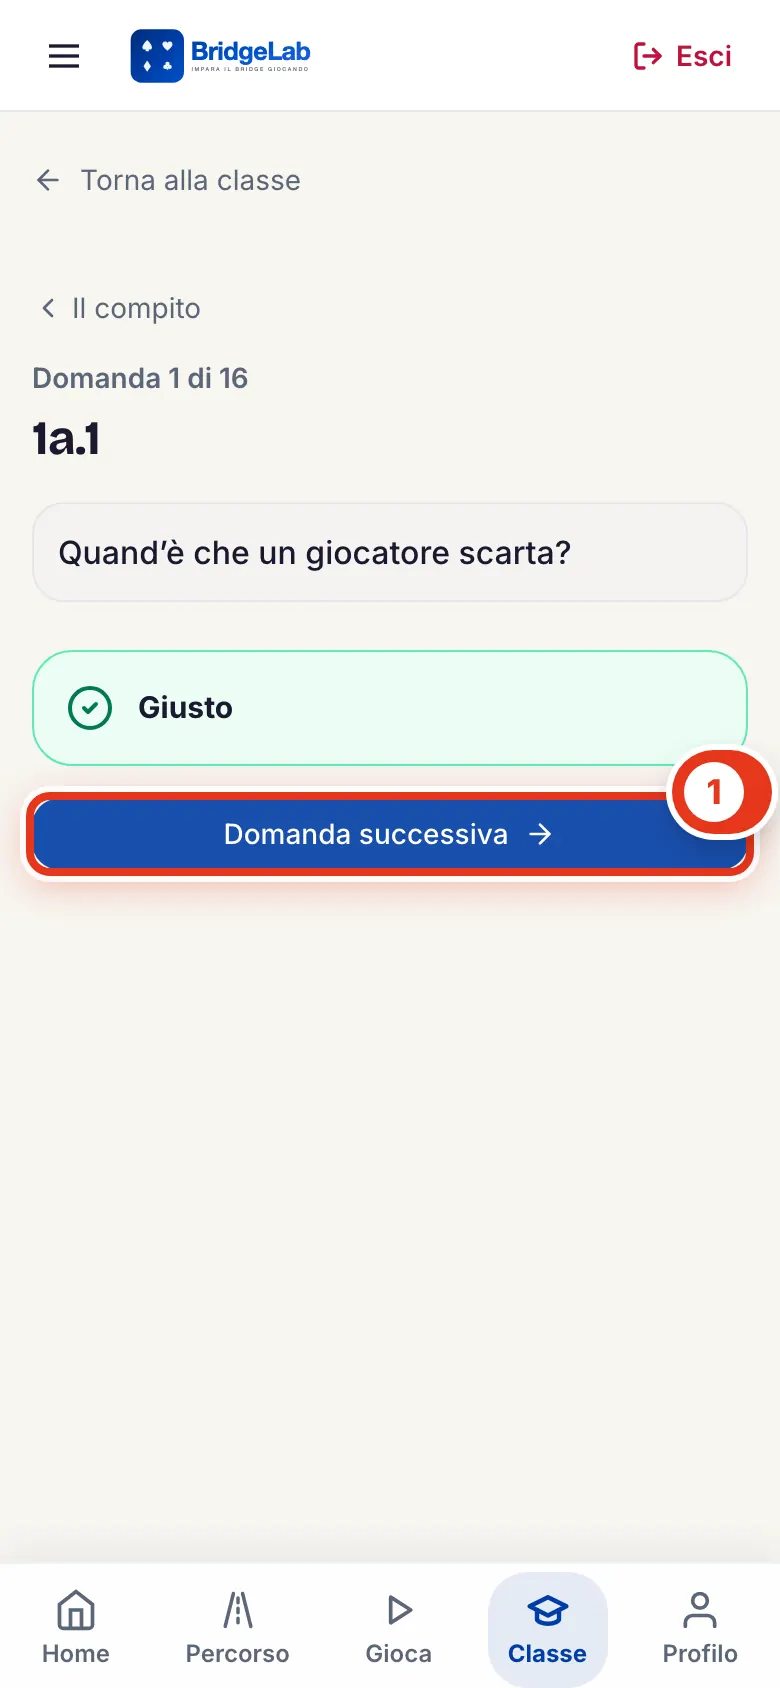 BridgeLab
IMPARA IL BRIDGE GIOCANDO
Esci
Torna alla classe
Il compito
Domanda 1 di 16
1a.1
Quand’è che un giocatore scarta?
Giusto
1
Domanda successiva
Home
Percorso
Gioca
Classe
Profilo